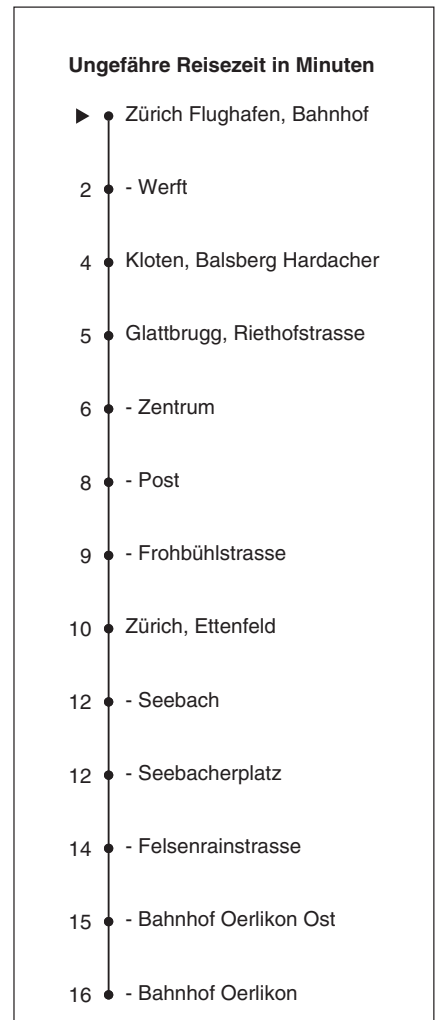 Ungefähre Reisezeit in Minuten
Zürich Flughafen, Bahnhof
2 - Werft
4 Kloten, Balsberg Hardacher
5 Glattbrugg, Riethofstrasse
6 - Zentrum
8 - Post
9 - Frohbühlstrasse
10 Zürich, Ettenfeld
12 - Seebach
12 - Seebacherplatz
14 - Felsenrainstrasse
15 - Bahnhof Oerlikon Ost
16 - Bahnhof Oerlikon